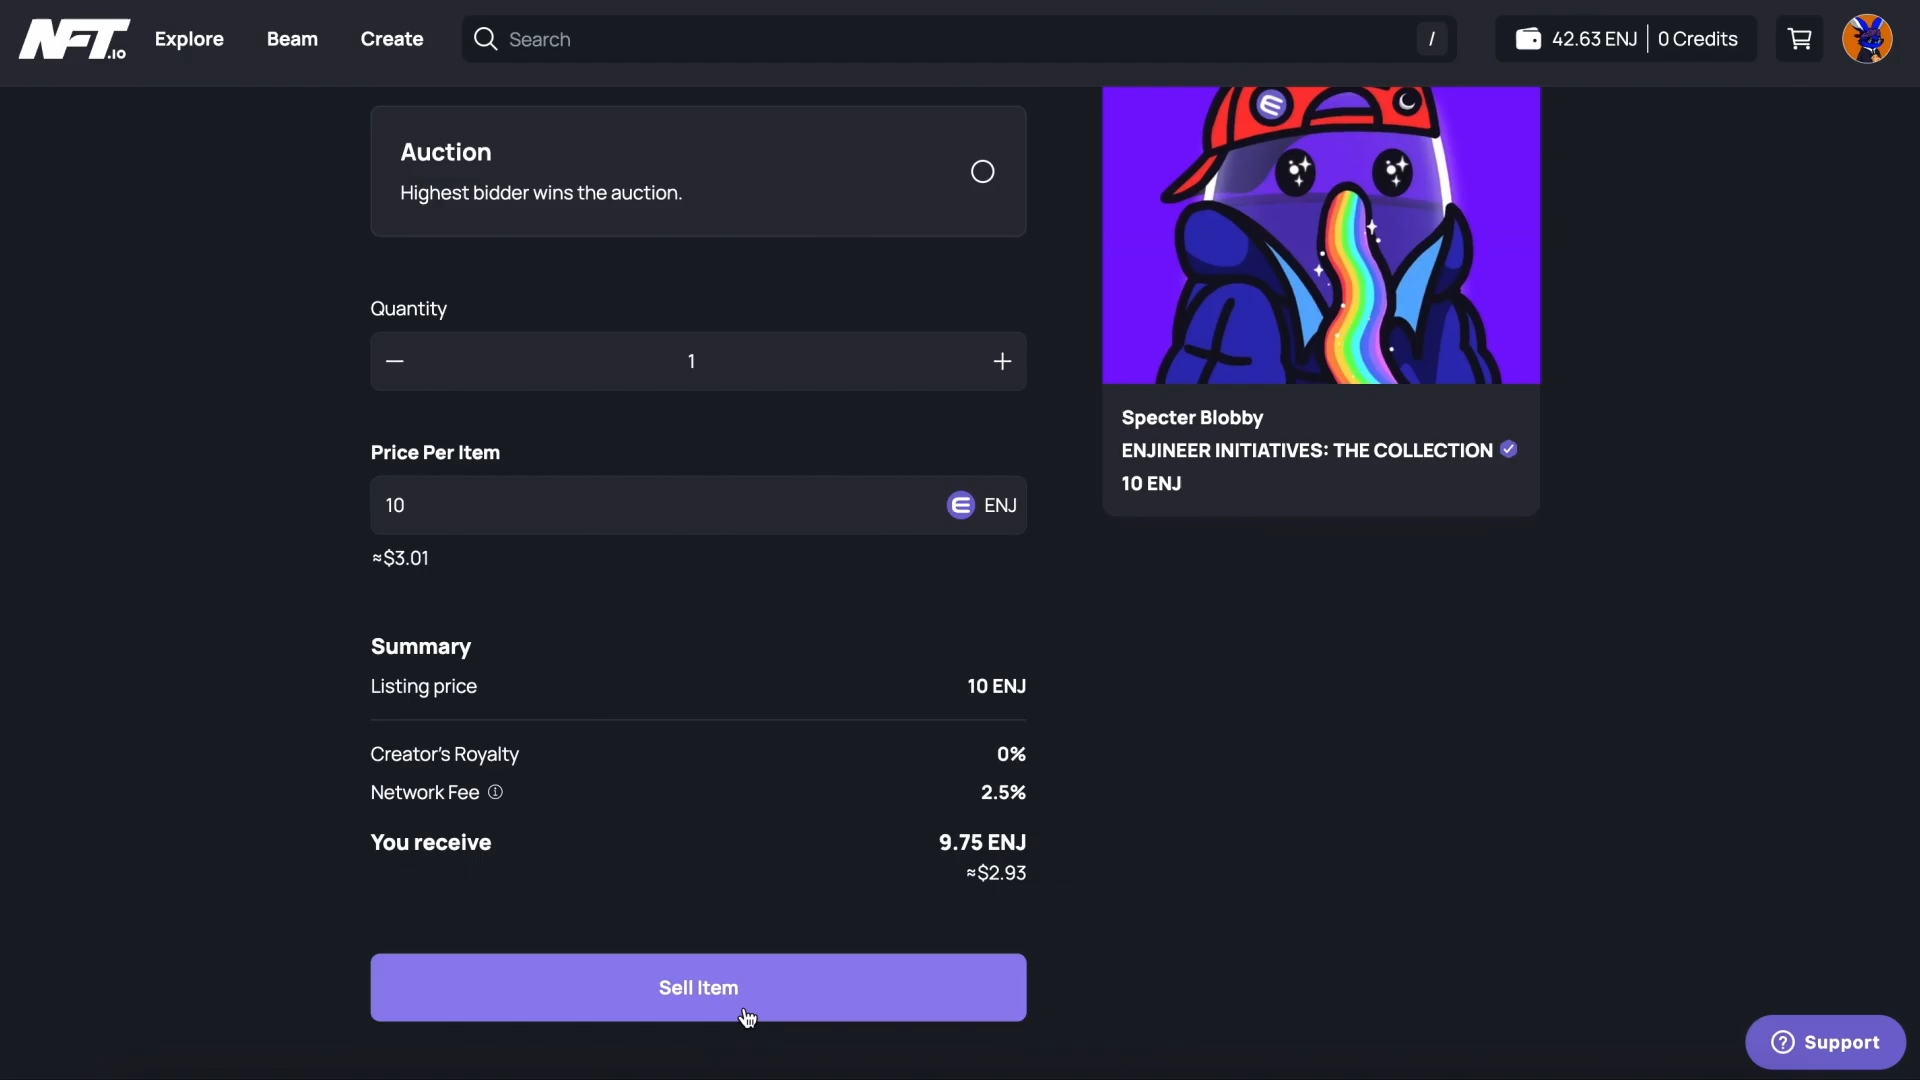 NFT.io Explore Beam Create Search / 42.63 ENJ 0 Credits
Auction
Highest bidder wins the auction.
Quantity
1
Price Per Item
10 ENJ
≈$3.01
Summary
Listing price 10 ENJ
Creator's Royalty 0%
Network Fee 2.5%
You receive 9.75 ENJ
≈$2.93
Sell Item
Specter Blobby
ENJINEER INITIATIVES: THE COLLECTION
10 ENJ
Support